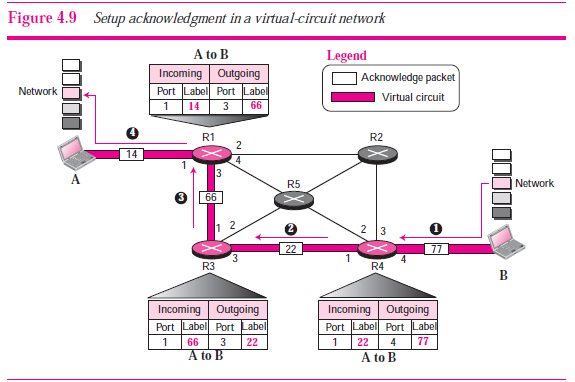 Figure 4.9 Setup acknowledgment in a virtual-circuit network
A to B
Incoming Outgoing
Port Label Port Label
1 14 3 66
Legend
Acknowledge packet
Virtual circuit
Network
4
14
A
1
R1
2
4
3
R2
R5
3
66
1
2
R3
3
2
22
2
3
1
R4
4
1
77
Network
B
Incoming Outgoing
Port Label Port Label
1 66 3 22
A to B
Incoming Outgoing
Port Label Port Label
1 22 4 77
A to B